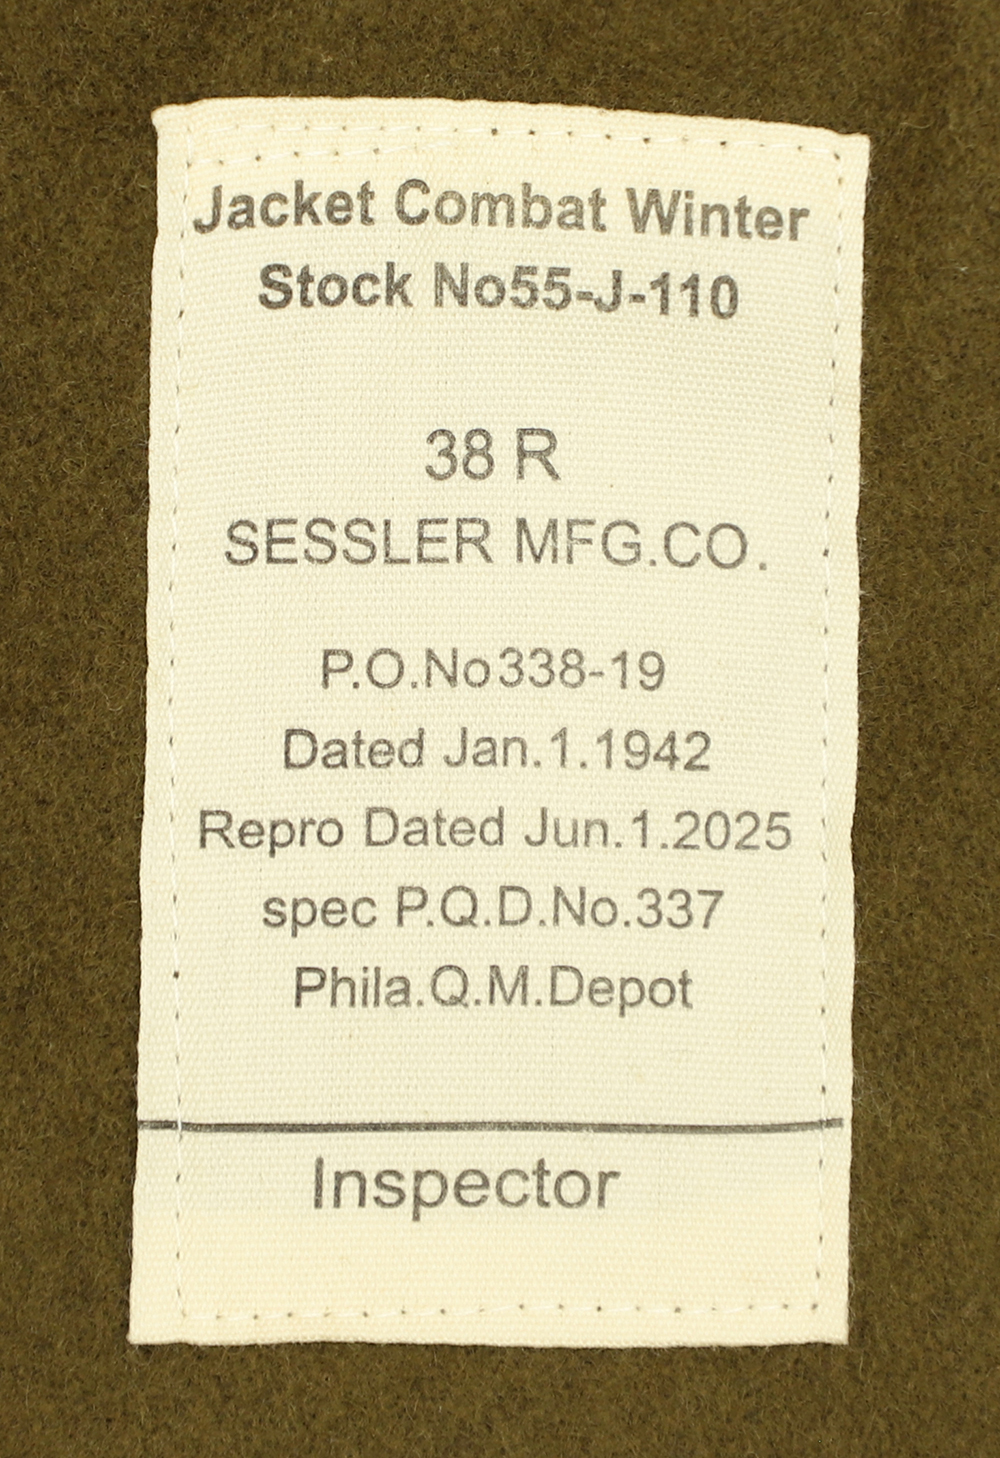 Jacket Combat Winter
Stock No55-J-110
38 R
SESSLER MFG.CO.
P.O.No338-19
Dated Jan.1.1942
Repro Dated Jun.1.2025
spec P.Q.D.No.337
Phila.Q.M.Depot
Inspector